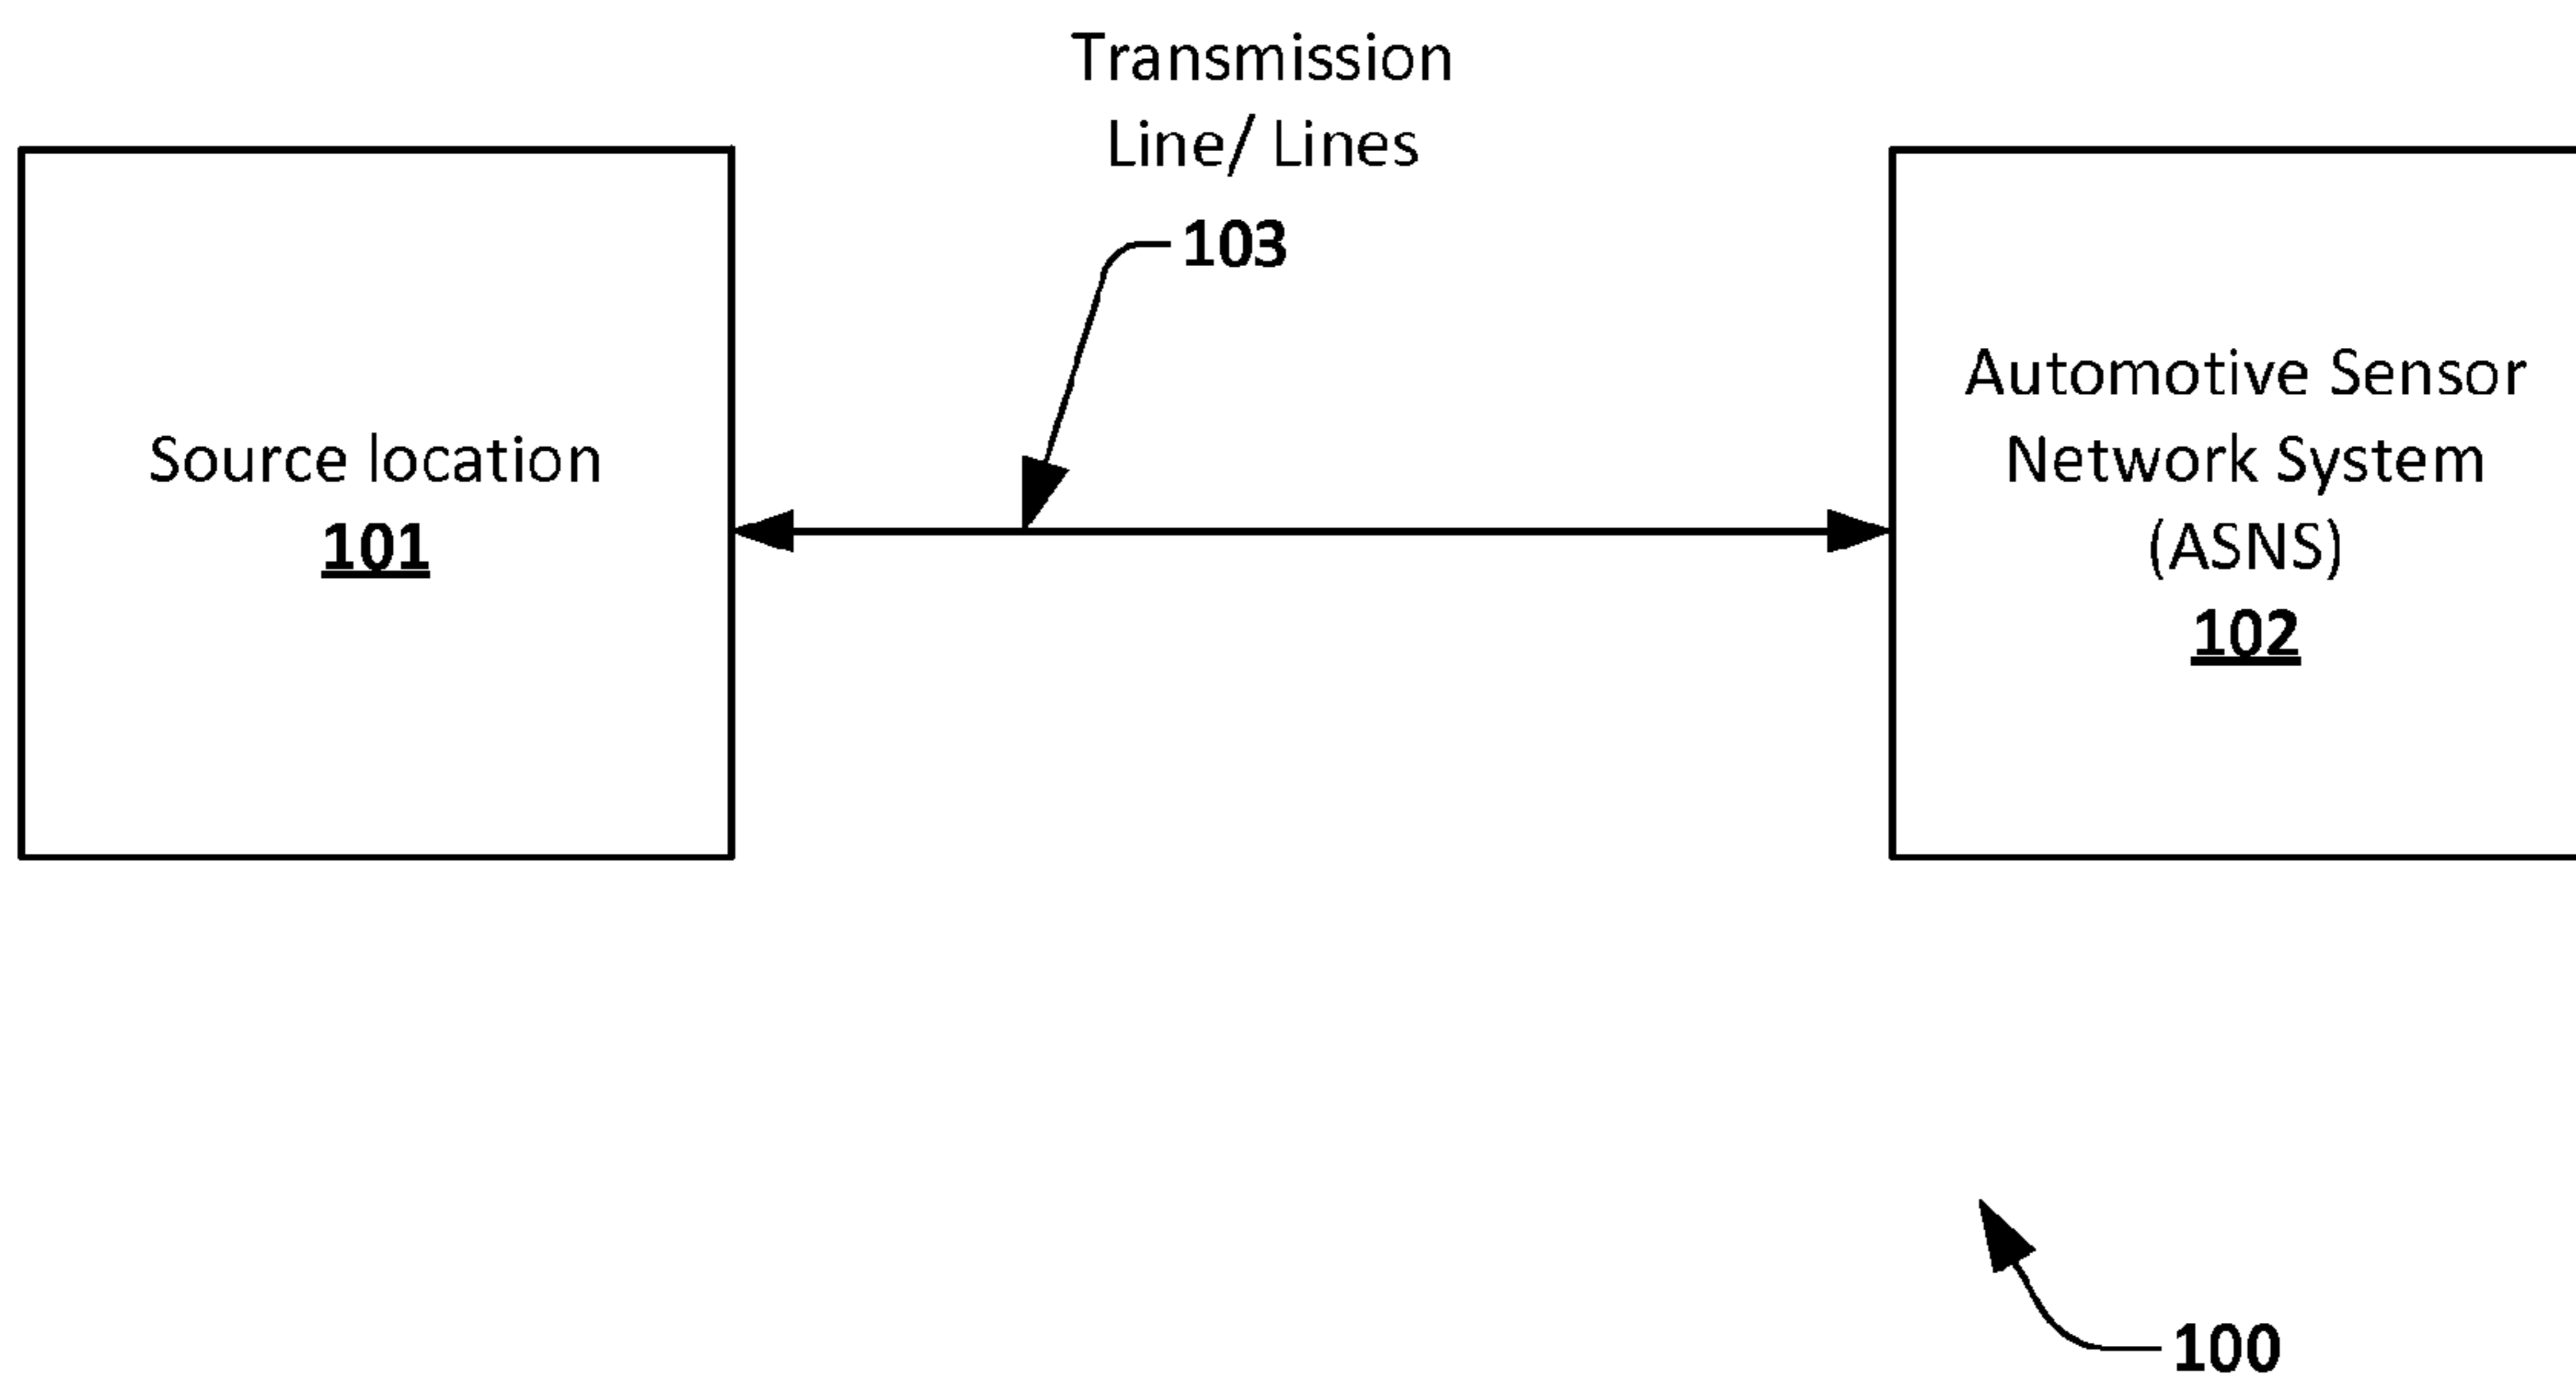 Transmission
Line/ Lines
103
Source location
101
Automotive Sensor
Network System
(ASNS)
102
100